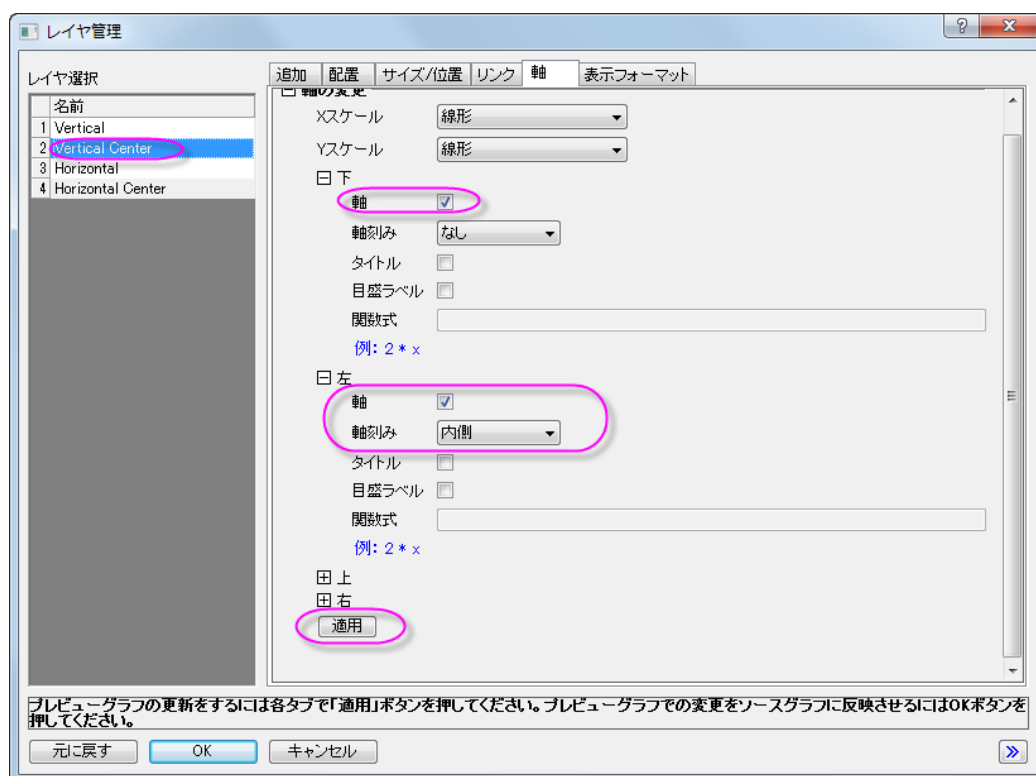 レイヤ管理
レイヤ選択
追加 配置 サイズ/位置 リンク 軸 表示フォーマット
名前
1 Vertical
2 Vertical Center
3 Horizontal
4 Horizontal Center
軸の変更
Xスケール 線形
Yスケール 線形
下
軸
軸刻み なし
タイトル
目盛ラベル
関数式
例: 2 * x
左
軸
軸刻み 内側
タイトル
目盛ラベル
関数式
例: 2 * x
上
右
適用
プレビューグラフの更新をするには各タブで「適用」ボタンを押してください。プレビューグラフでの変更をソースグラフに反映させるにはOKボタンを
押してください。
元に戻す OK キャンセル